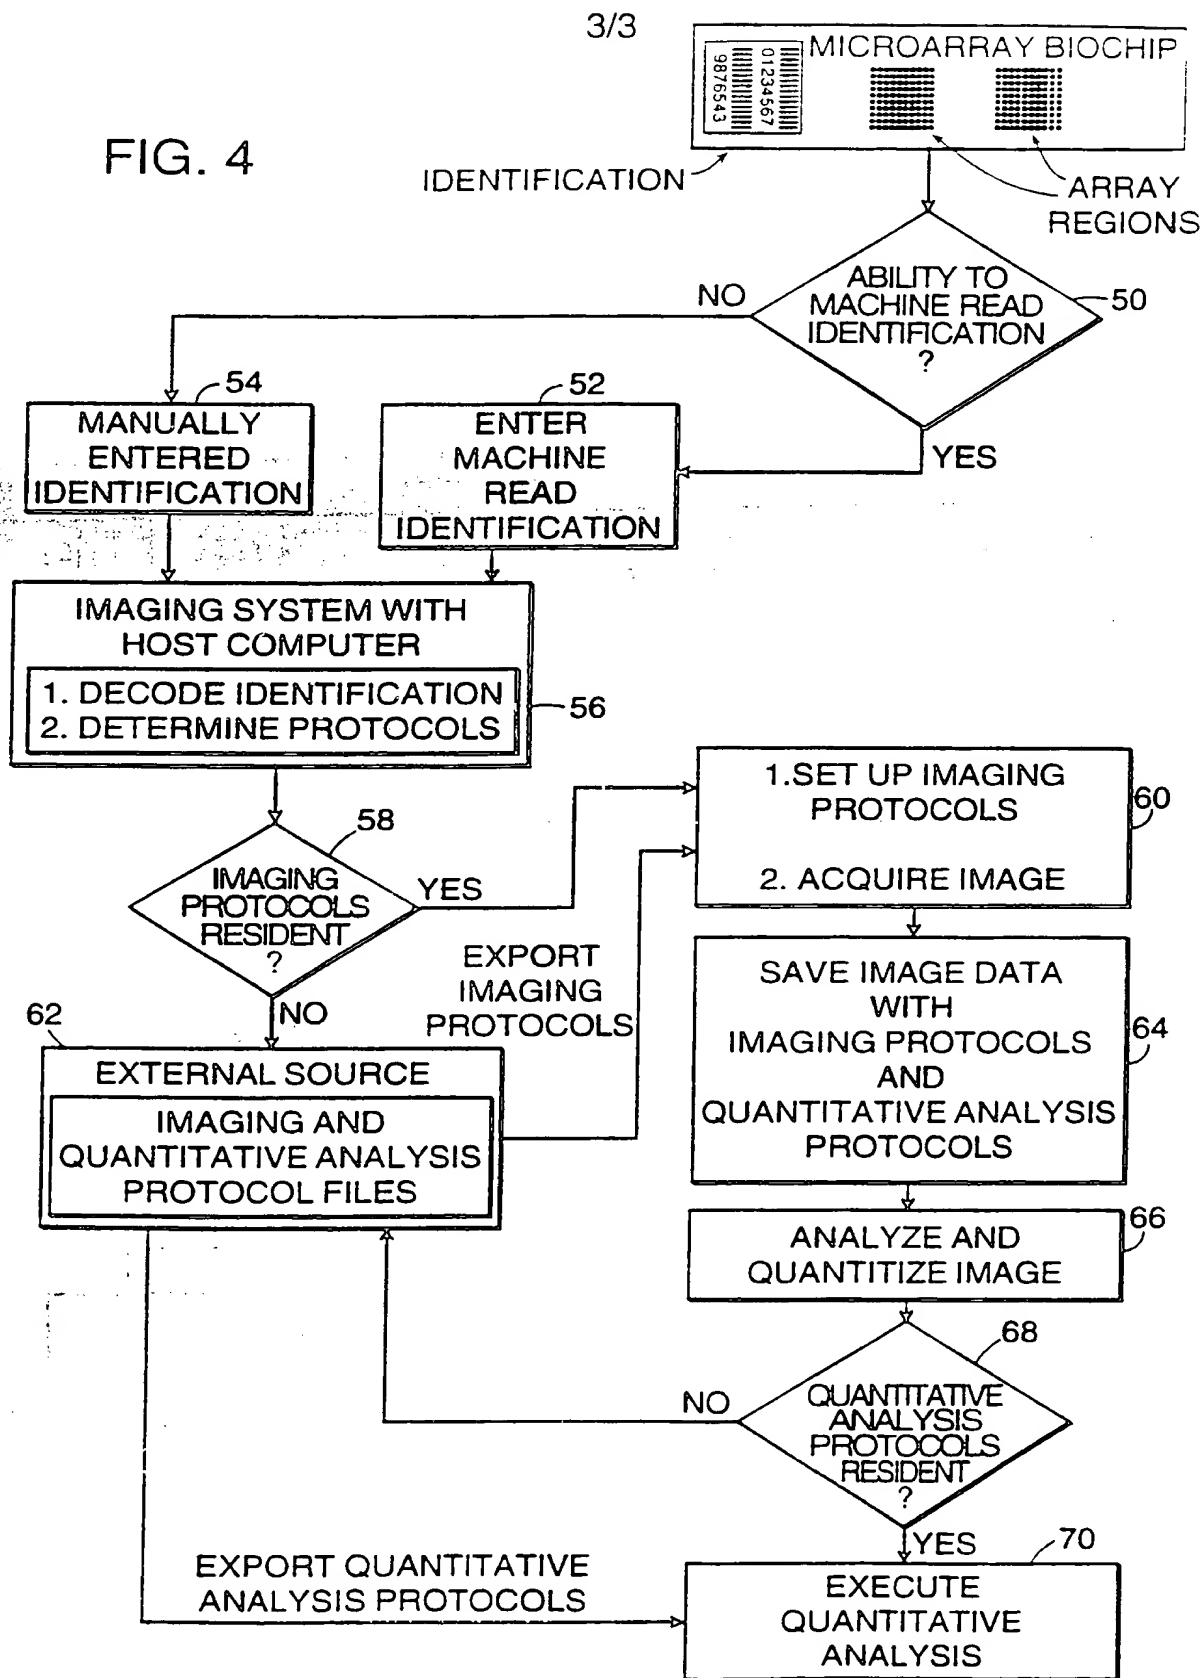 3/3
MICROARRAY BIOCHIP
01234567
9876543
FIG. 4
IDENTIFICATION
ARRAY
REGIONS
ABILITY TO
MACHINE READ
IDENTIFICATION
?
50
NO
YES
54
MANUALLY
ENTERED
IDENTIFICATION
52
ENTER
MACHINE
READ
IDENTIFICATION
IMAGING SYSTEM WITH
HOST COMPUTER
1. DECODE IDENTIFICATION
2. DETERMINE PROTOCOLS
56
58
IMAGING
PROTOCOLS
RESIDENT
?
YES
NO
1.SET UP IMAGING
PROTOCOLS
2. ACQUIRE IMAGE
60
EXPORT
IMAGING
PROTOCOLS
62
EXTERNAL SOURCE
IMAGING AND
QUANTITATIVE ANALYSIS
PROTOCOL FILES
SAVE IMAGE DATA
WITH
IMAGING PROTOCOLS
AND
QUANTITATIVE ANALYSIS
PROTOCOLS
64
ANALYZE AND
QUANTITIZE IMAGE
66
68
QUANTITATIVE
ANALYSIS
PROTOCOLS
RESIDENT
?
NO
YES
EXPORT QUANTITATIVE
ANALYSIS PROTOCOLS
70
EXECUTE
QUANTITATIVE
ANALYSIS